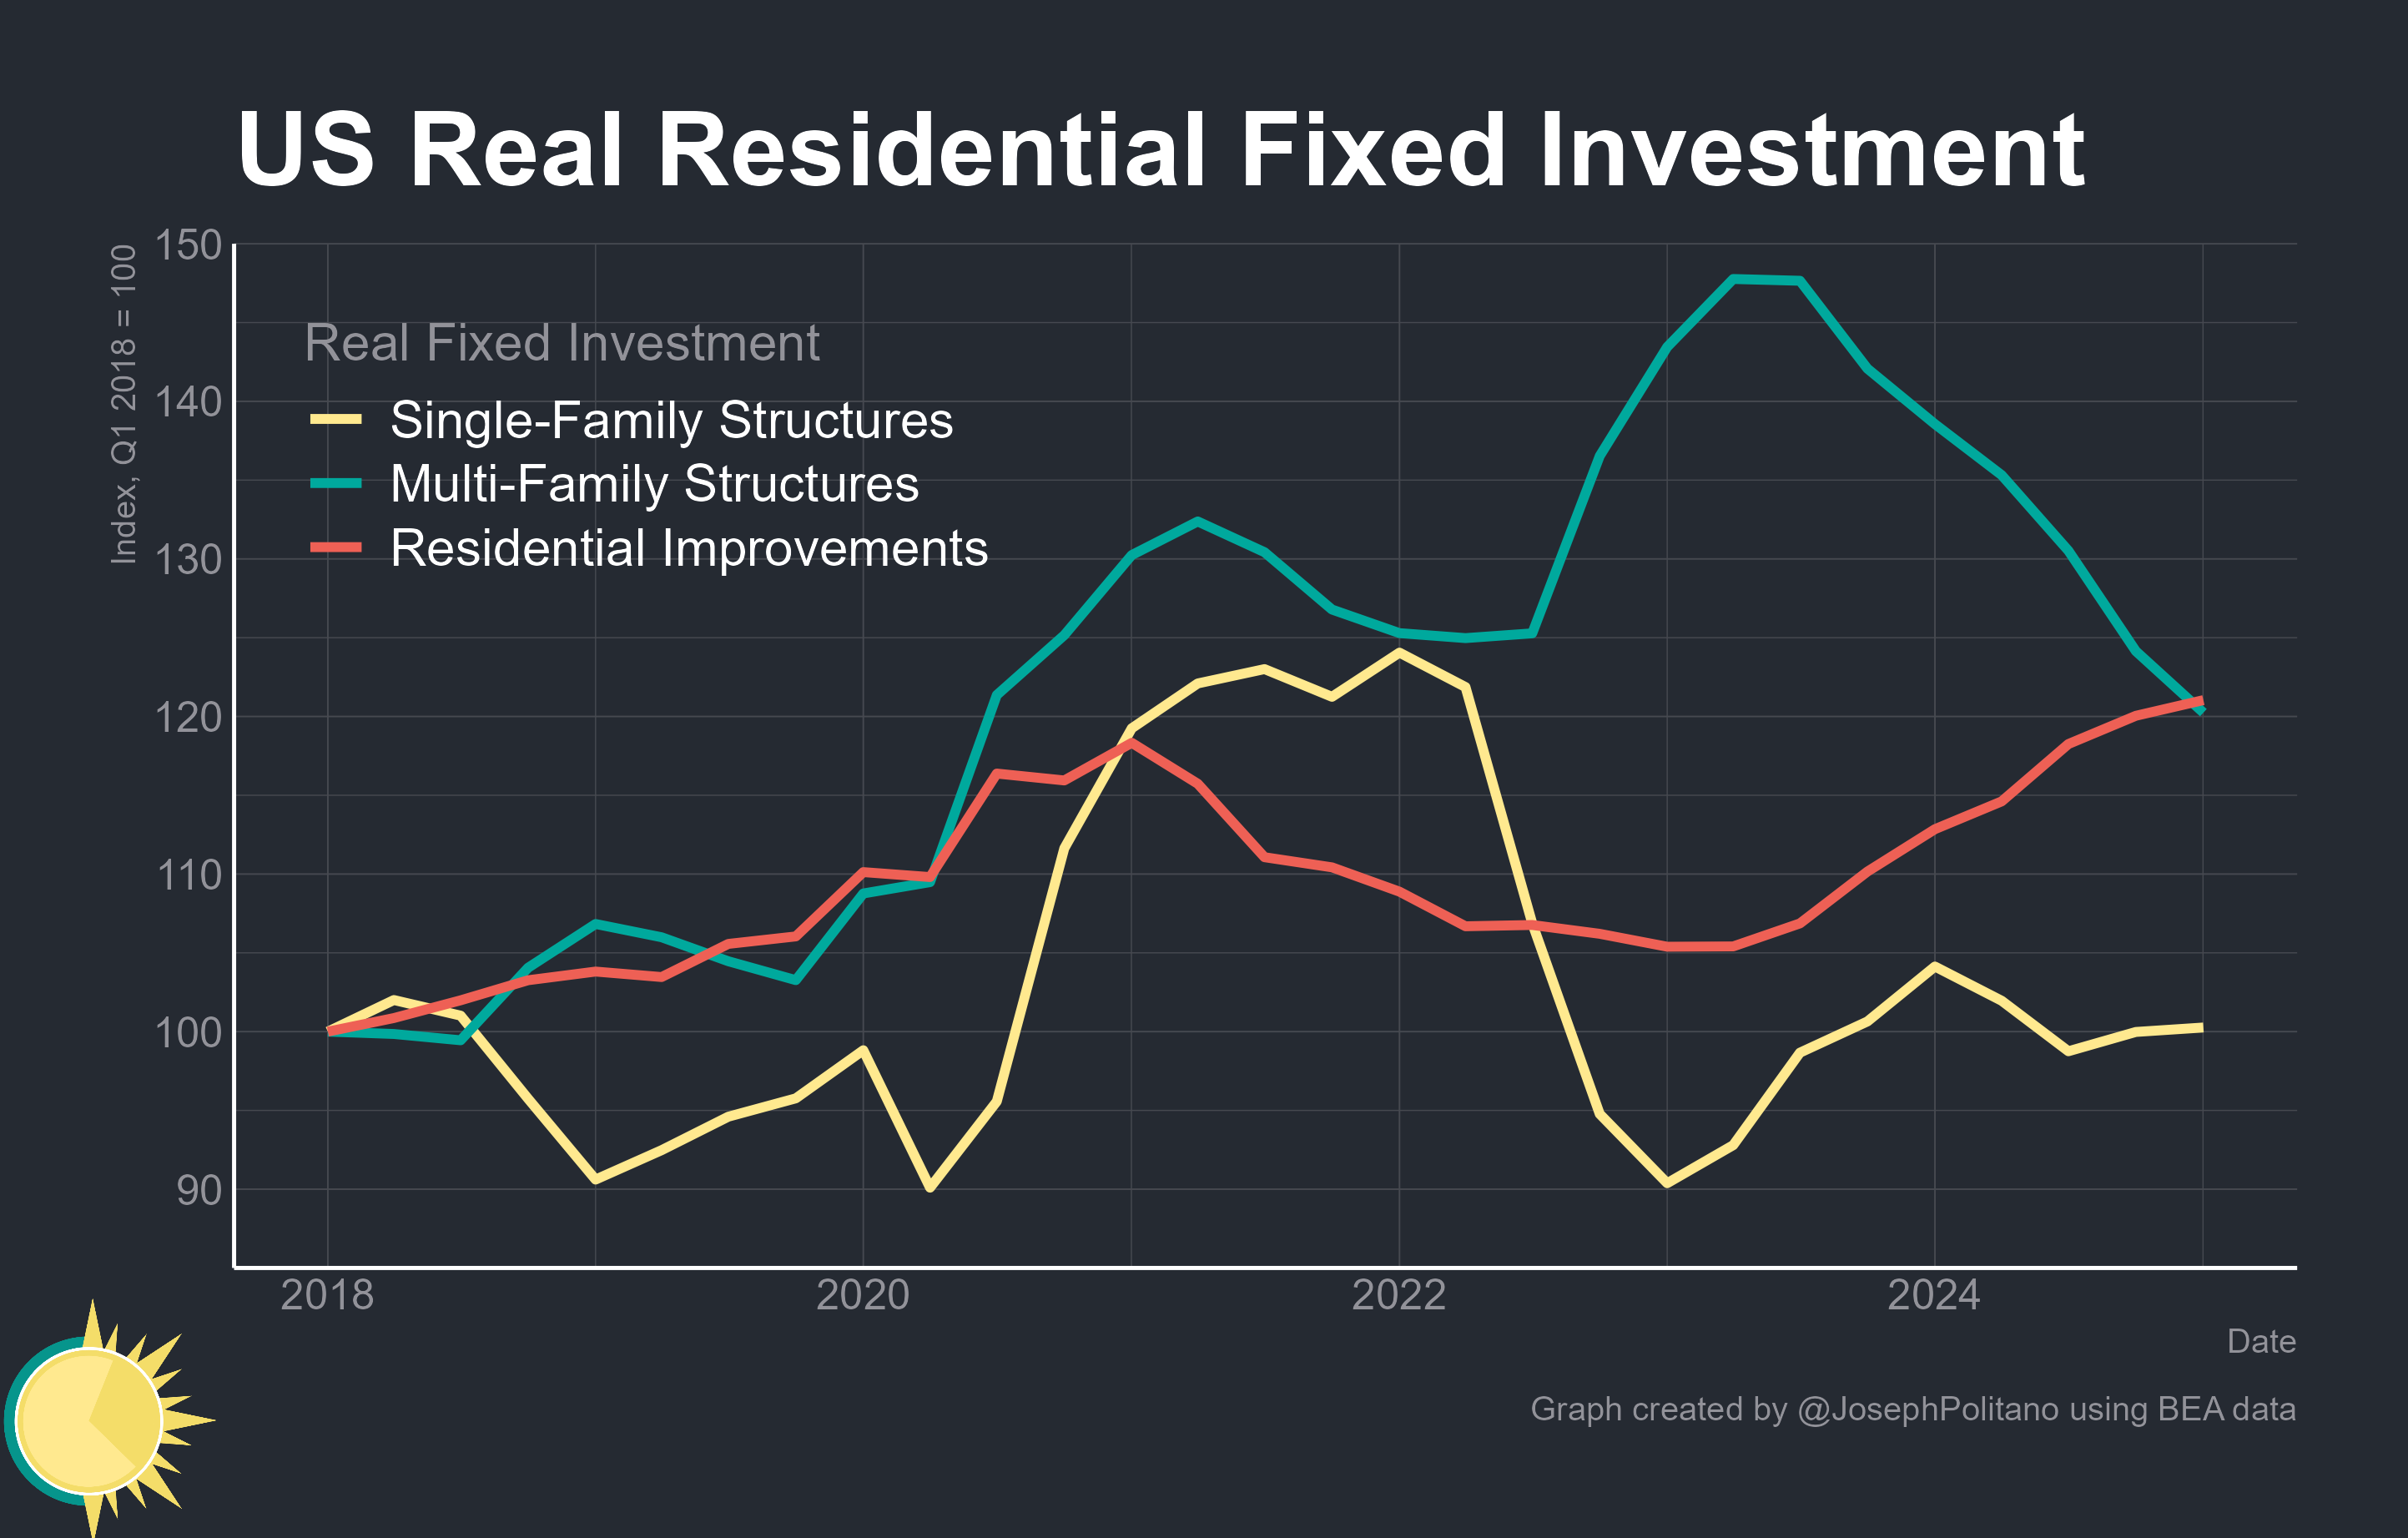 US Real Residential Fixed Investment
Index, Q1 2018 = 100
150
140
130
120
110
100
90
Real Fixed Investment
Single-Family Structures
Multi-Family Structures
Residential Improvements
2018 2020 2022 2024
Date
Graph created by @JosephPolitano using BEA data